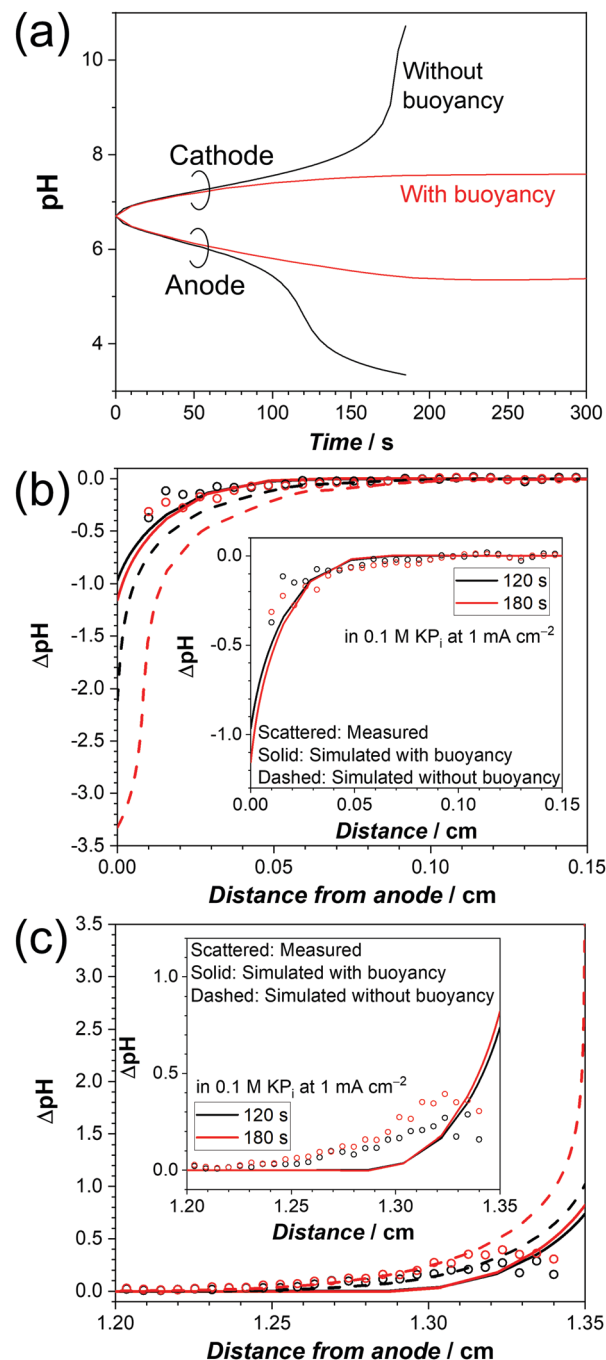 (a)
10
8
6
4
pH
Without
buoyancy
Cathode
With buoyancy
Anode
0 50 100 150 200 250 300
Time / s
(b)
0.0
-0.5
-1.0
-1.5
-2.0
-2.5
-3.0
-3.5
ΔpH
0.0
-0.5
-1.0
ΔpH
120 s
180 s
in 0.1 M KPi at 1 mA cm⁻²
Scattered: Measured
Solid: Simulated with buoyancy
Dashed: Simulated without buoyancy
0.00 0.05 0.10 0.15
Distance / cm
0.00 0.05 0.10 0.15
Distance from anode / cm
(c)
3.5
3.0
2.5
2.0
1.5
1.0
0.5
0.0
ΔpH
Scattered: Measured
Solid: Simulated with buoyancy
Dashed: Simulated without buoyancy
1.0
0.5
0.0
ΔpH
in 0.1 M KPi at 1 mA cm⁻²
120 s
180 s
1.20 1.25 1.30 1.35
Distance / cm
1.20 1.25 1.30 1.35
Distance from anode / cm